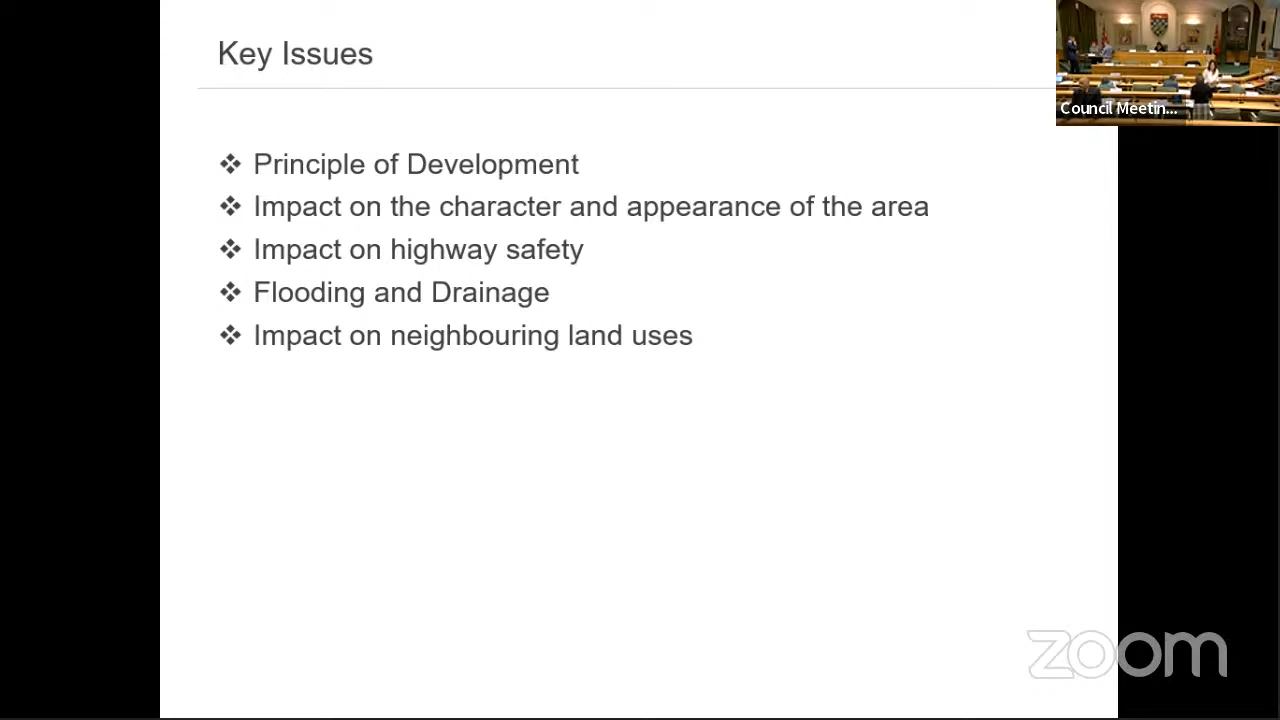 Key Issues
Council Meetin...
❖ Principle of Development
❖ Impact on the character and appearance of the area
❖ Impact on highway safety
❖ Flooding and Drainage
❖ Impact on neighbouring land uses
zoom